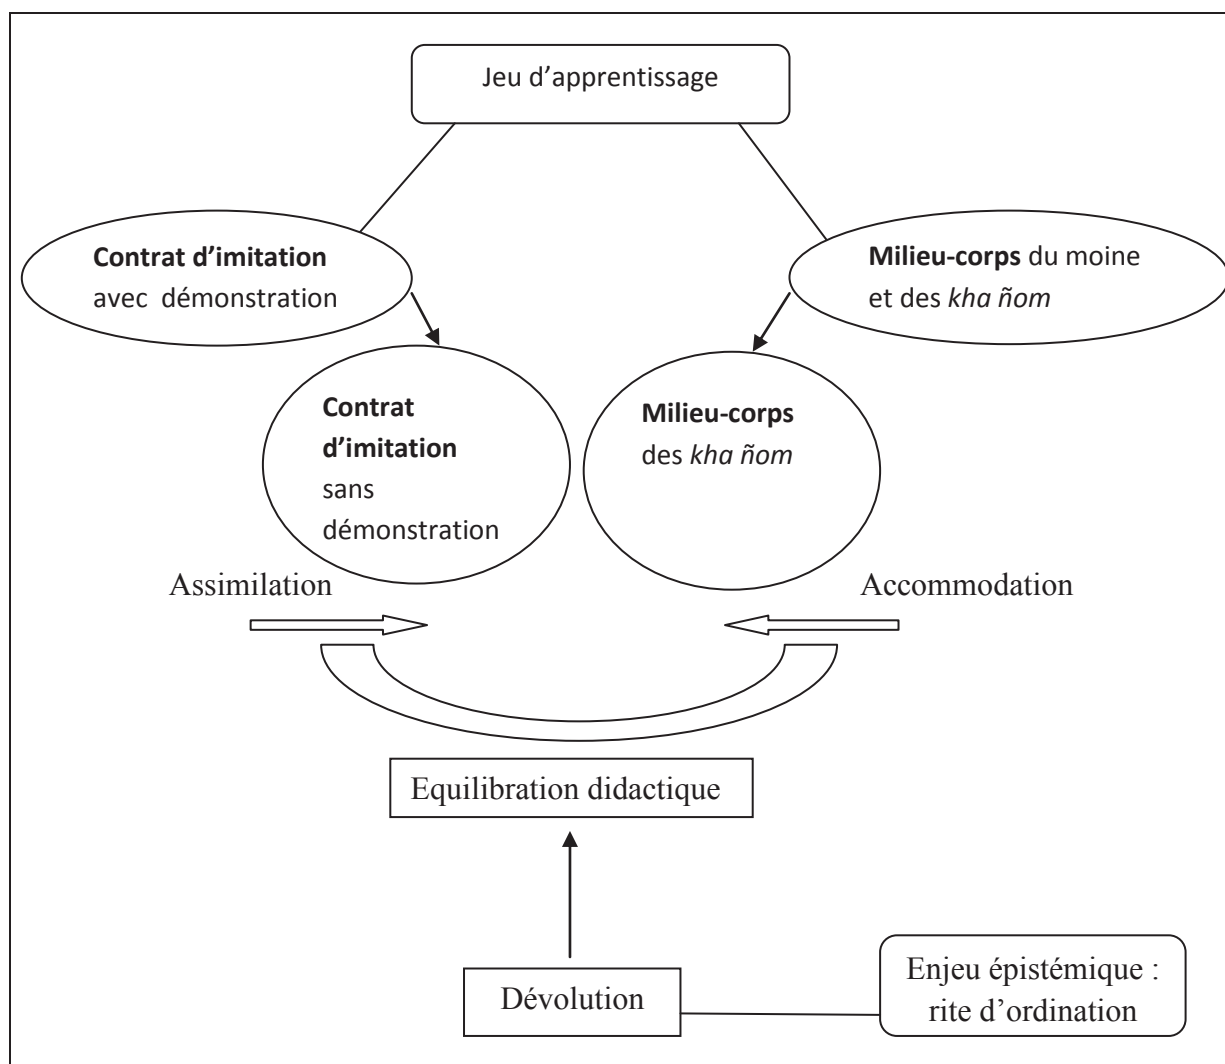 Jeu d’apprentissage
Contrat d’imitation
avec démonstration
Milieu-corps du moine
et des kha ñom
Contrat
d’imitation
sans
démonstration
Milieu-corps
des kha ñom
Assimilation
Accommodation
Equilibration didactique
Dévolution
Enjeu épistémique :
rite d’ordination